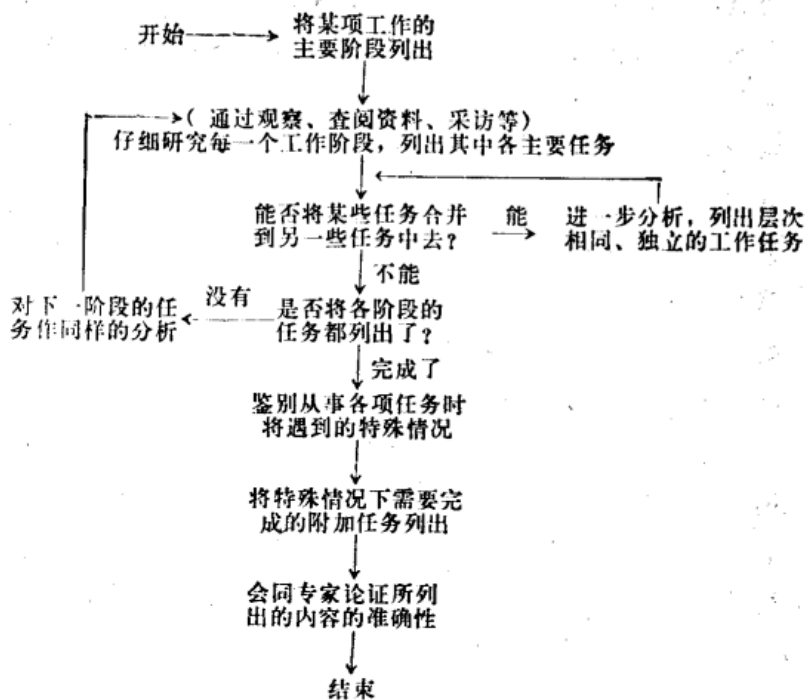 开始
将某项工作的
主要阶段列出
(通过观察、查阅资料、采访等)
仔细研究每一个工作阶段，列出其中各主要任务
能否将某些任务合并
到另一些任务中去？
能
进一步分析，列出层次
相同、独立的工作任务
不能
对下一阶段的任
务作同样的分析
没有
是否将各阶段的
任务都列出了？
完成了
鉴别从事各项任务时
将遇到的特殊情况
将特殊情况下需要完
成的附加任务列出
会同专家论证所列
出的内容的准确性
结束